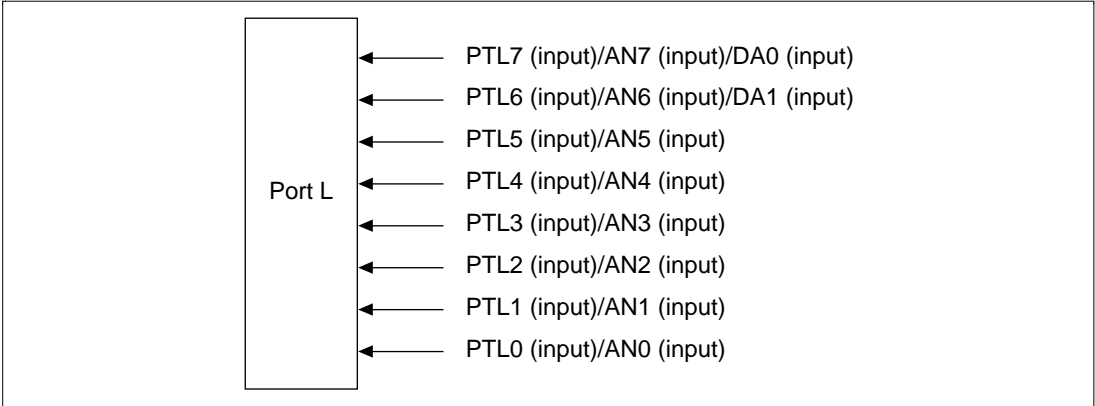 PTL7 (input)/AN7 (input)/DA0 (input)
PTL6 (input)/AN6 (input)/DA1 (input)
PTL5 (input)/AN5 (input)
PTL4 (input)/AN4 (input)
Port L
PTL3 (input)/AN3 (input)
PTL2 (input)/AN2 (input)
PTL1 (input)/AN1 (input)
PTL0 (input)/AN0 (input)